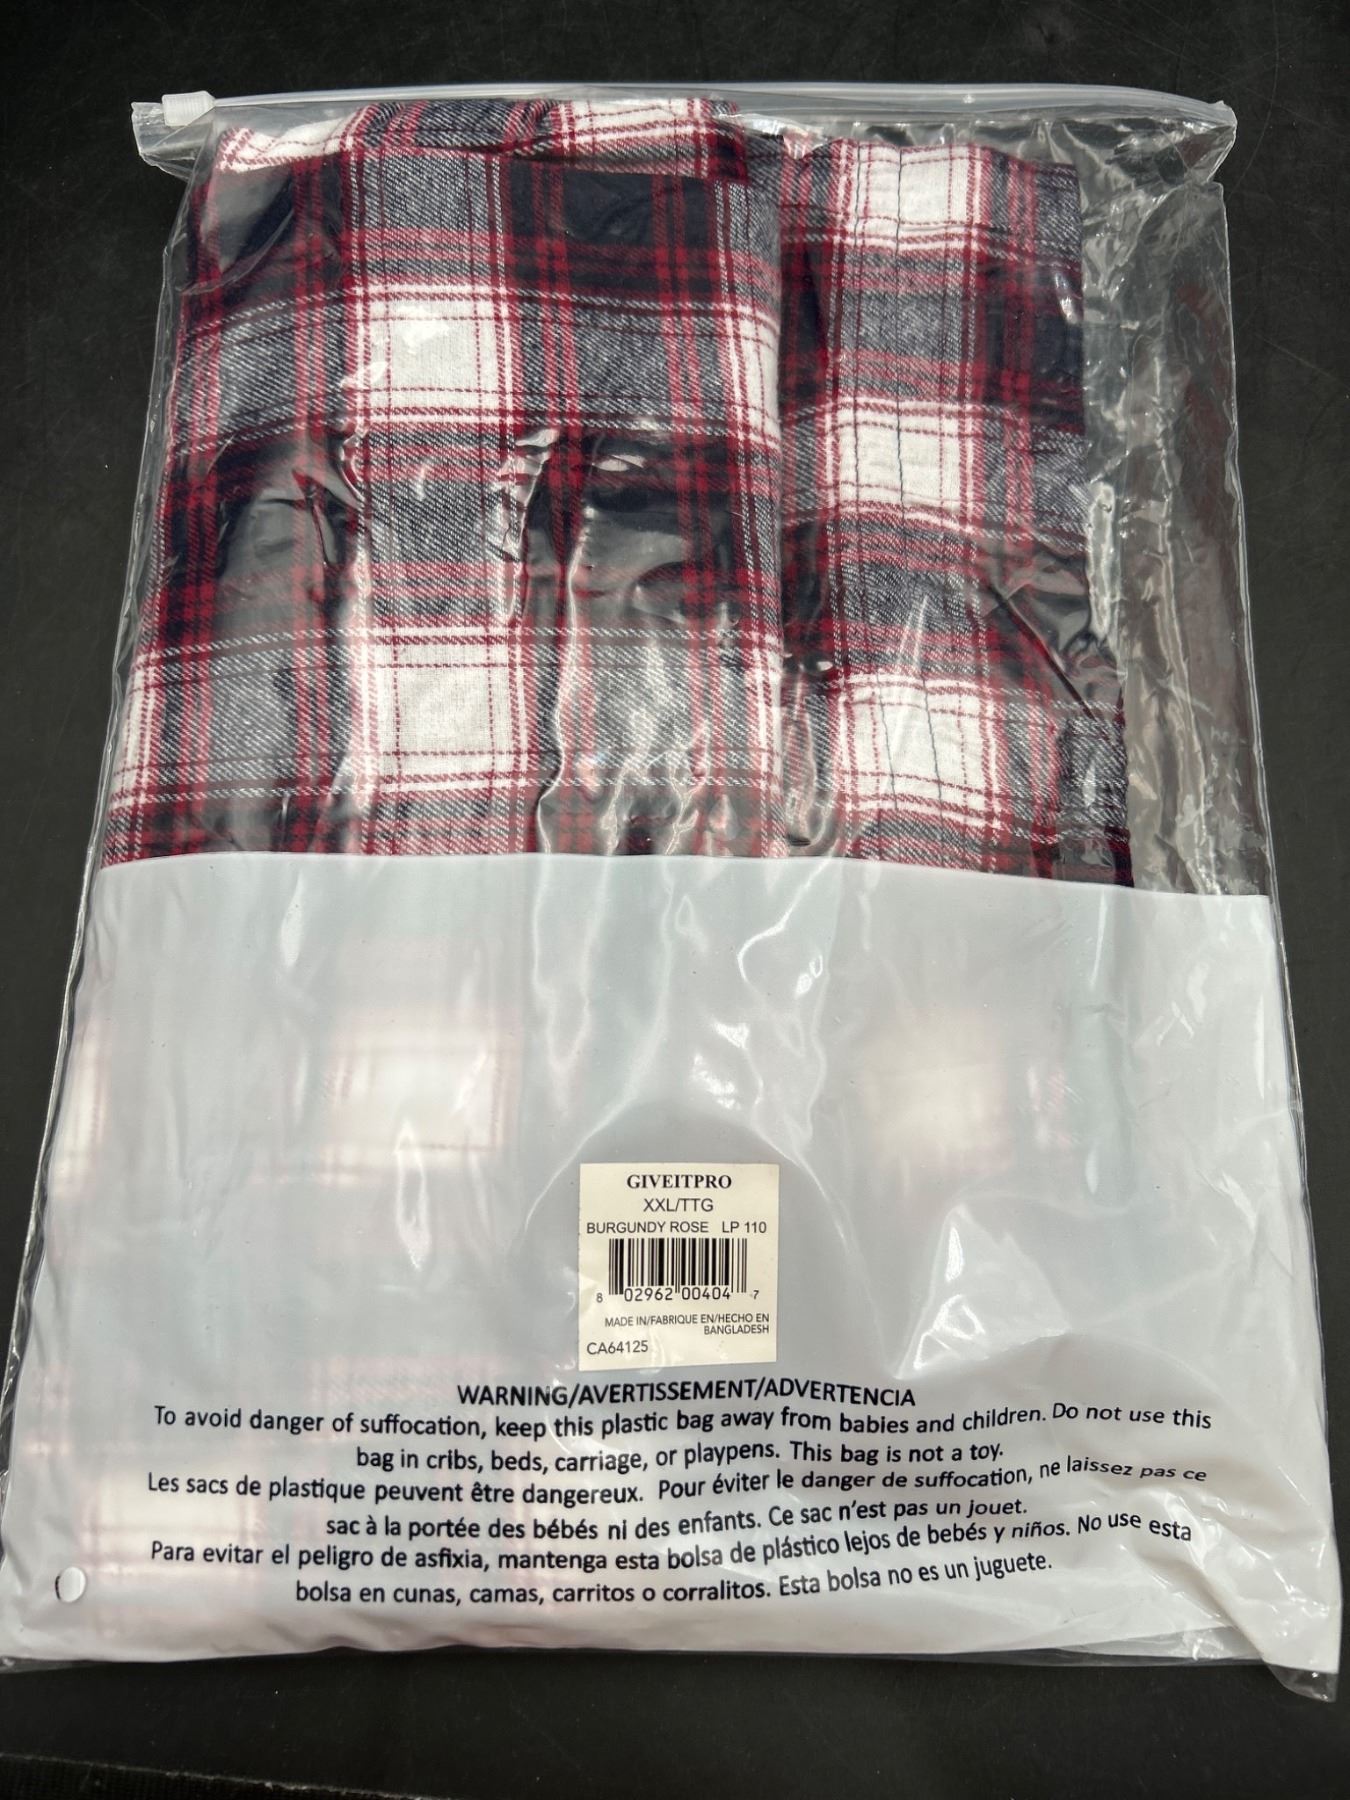 GIVEITPRO
XXL/TTG
BURGUNDY ROSE LP 110
8 02962 00404 7
MADE IN/FABRIQUE EN/HECHO EN
BANGLADESH
CA64125
WARNING/AVERTISSEMENT/ADVERTENCIA
To avoid danger of suffocation, keep this plastic bag away from babies and children. Do not use this
bag in cribs, beds, carriage, or playpens. This bag is not a toy.
Les sacs de plastique peuvent être dangereux. Pour éviter le danger de suffocation, ne laissez pas ce
sac à la portée des bébés ni des enfants. Ce sac n'est pas un jouet.
Para evitar el peligro de asfixia, mantenga esta bolsa de plástico lejos de bebés y niños. No use esta
bolsa en cunas, camas, carritos o corralitos. Esta bolsa no es un juguete.